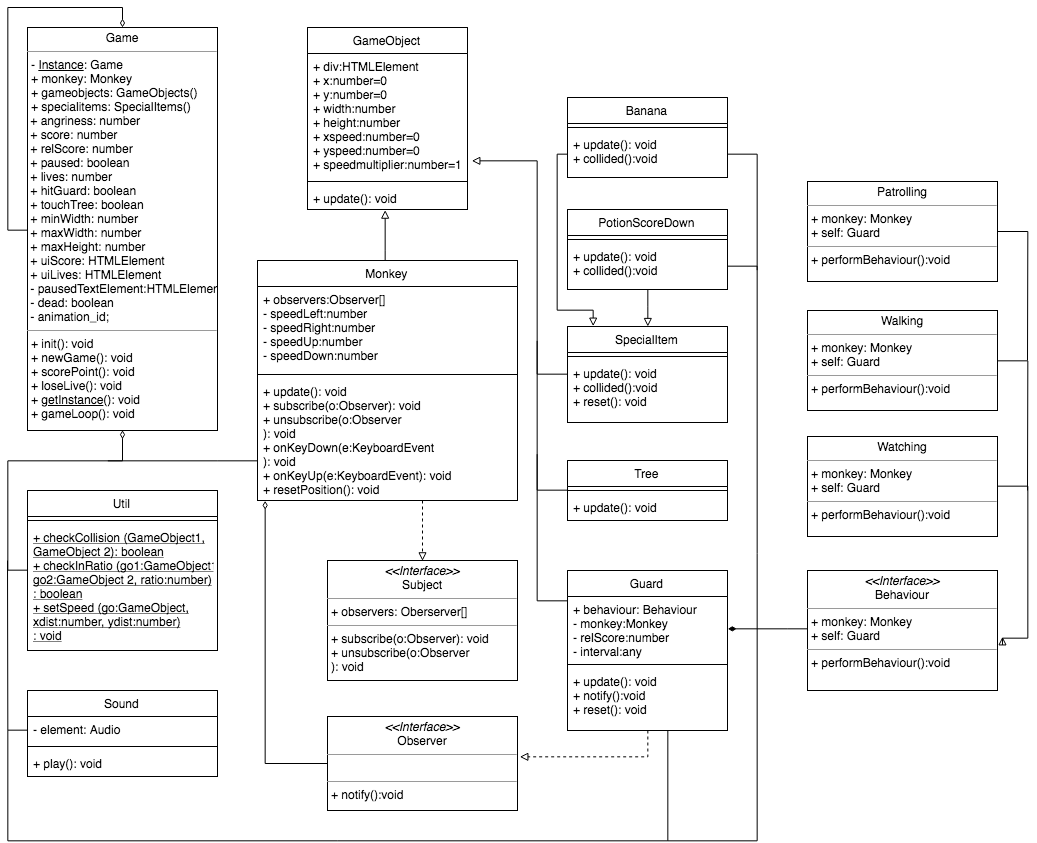 Game
- Instance: Game
+ monkey: Monkey
+ gameobjects: GameObjects()
+ specialitems: SpecialItems()
+ angriness: number
+ score: number
+ relScore: number
+ paused: boolean
+ lives: number
+ hitGuard: boolean
+ touchTree: boolean
+ minWidth: number
+ maxWidth: number
+ maxHeight: number
+ uiScore: HTMLElement
+ uiLives: HTMLElement
- pausedTextElement:HTMLElemer
- dead: boolean
- animation_id;
+ init(): void
+ newGame(): void
+ scorePoint(): void
+ loseLive(): void
+ getInstance(): void
+ gameLoop(): void
Util
+ checkCollision (GameObject1,
GameObject 2): boolean
+ checkInRatio (go1:GameObject
go2:GameObject 2, ratio:number)
: boolean
+ setSpeed (go:GameObject,
xdist:number, ydist:number)
: void
Sound
- element: Audio
+ play(): void
GameObject
+ div:HTMLElement
+ x:number=0
+ y:number=0
+ width:number
+ height:number
+ xspeed:number=0
+ yspeed:number=0
+ speedmultiplier:number=1
+ update(): void
Monkey
+ observers:Observer[]
- speedLeft:number
- speedRight:number
- speedUp:number
- speedDown:number
+ update(): void
+ subscribe(o:Observer): void
+ unsubscribe(o:Observer
): void
+ onKeyDown(e:KeyboardEvent
): void
+ onKeyUp(e:KeyboardEvent): void
+ resetPosition(): void
<<Interface>>
Subject
+ observers: Oberserver[]
+ subscribe(o:Observer): void
+ unsubscribe(o:Observer
): void
<<Interface>>
Observer
+ notify():void
Banana
+ update(): void
+ collided():void
PotionScoreDown
+ update(): void
+ collided():void
SpecialItem
+ update(): void
+ collided():void
+ reset(): void
Tree
+ update(): void
Guard
+ behaviour: Behaviour
- monkey:Monkey
- relScore:number
- interval:any
+ update(): void
+ notify():void
+ reset(): void
Patrolling
+ monkey: Monkey
+ self: Guard
+ performBehaviour():void
Walking
+ monkey: Monkey
+ self: Guard
+ performBehaviour():void
Watching
+ monkey: Monkey
+ self: Guard
+ performBehaviour():void
<<Interface>>
Behaviour
+ monkey: Monkey
+ self: Guard
+ performBehaviour():void